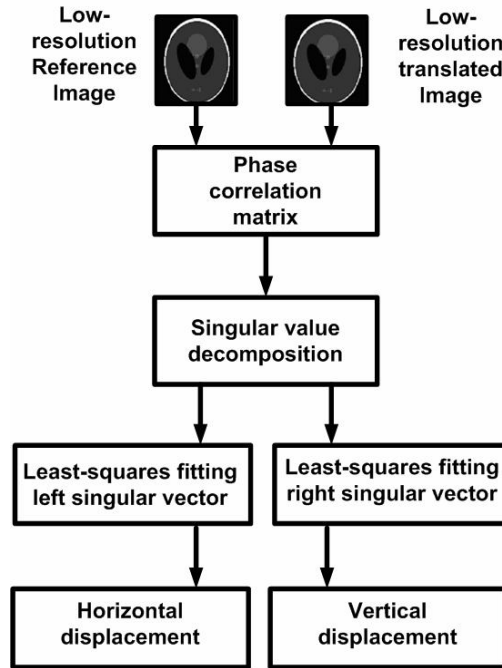 Low-
resolution
Reference
Image
Low-
resolution
translated
Image
Phase
correlation
matrix
Singular value
decomposition
Least-squares fitting
left singular vector
Least-squares fitting
right singular vector
Horizontal
displacement
Vertical
displacement